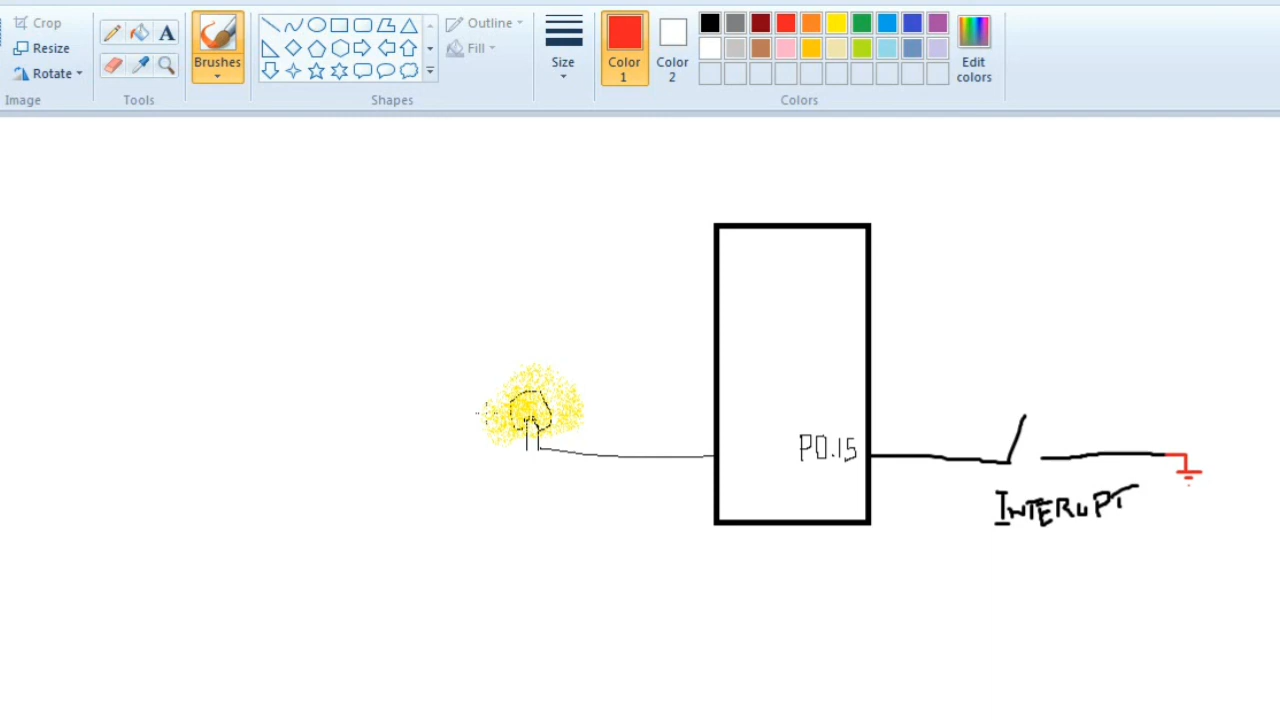 Crop
Resize
Rotate
Image
A
Tools
Brushes
Shapes
Outline
Fill
Size
Color 1
Color 2
Colors
Edit colors
P0.15
INTERUPT